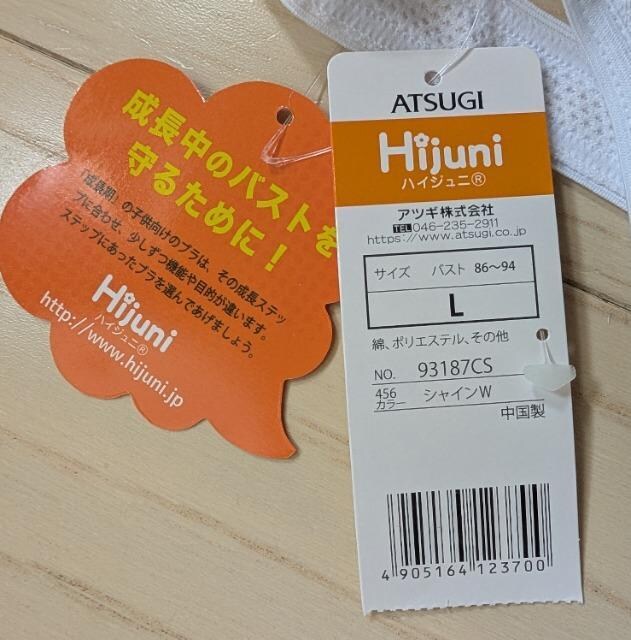 成長中のバストを
守るために!
「成長期」の子供向けのブラは、その成長ステッ
プに合わせ、少しずつ機能や目的が違います。
ステップにあったブラを選んであげましょう。
Hijuni
ハイジュニ®
http://www.hijuni.jp
ATSUGI
Hijuni
ハイジュニ®
アツギ株式会社
TEL046-235-2911
https://www.atsugi.co.jp
サイズ バスト 86〜94
L
綿、ポリエステル、その他
NO. 93187CS
456
カラー シャインW
中国製
4 905164 123700